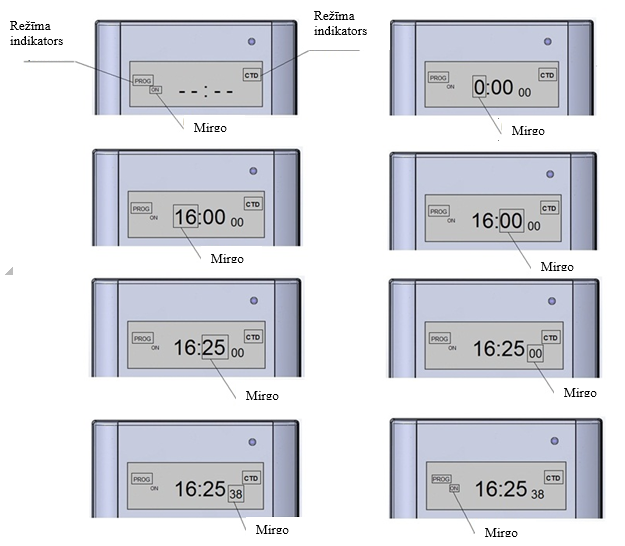 Režīma
indikators
Režīma
indikators
PROG
ON
--:--
CTD
Mirgo
PROG
ON
0:00 00
CTD
Mirgo
PROG
ON
16:00 00
CTD
Mirgo
PROG
ON
16:00 00
CTD
Mirgo
PROG
ON
16:25 00
CTD
Mirgo
PROG
ON
16:25 00
CTD
Mirgo
PROG
ON
16:25 38
CTD
Mirgo
PROG
ON
16:25 38
CTD
Mirgo